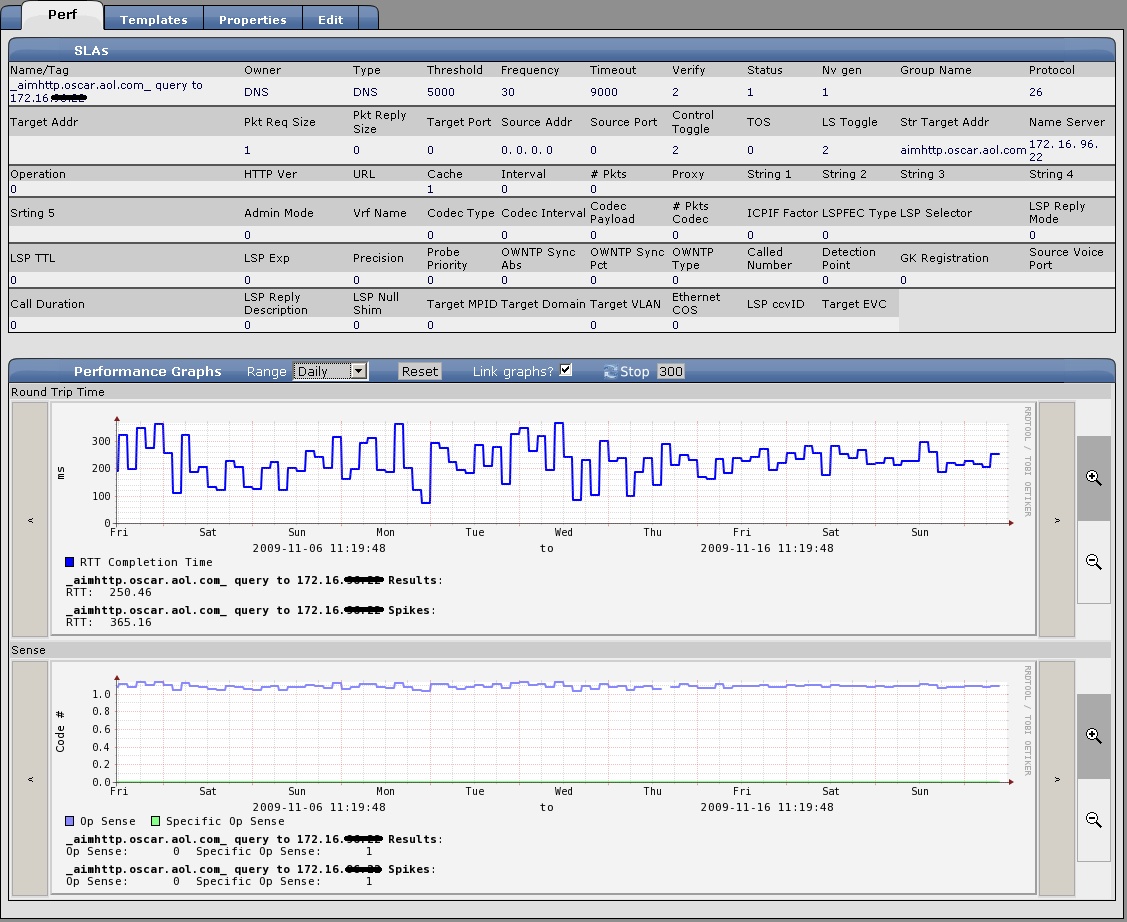 Perf Templates Properties Edit
SLAs
Name/Tag Owner Type Threshold Frequency Timeout Verify Status Nv gen Group Name Protocol
_aimhttp.oscar.aol.com_ query to 172.16. DNS DNS 5000 30 9000 2 1 1 26
Target Addr Pkt Req Size Pkt Reply Size Target Port Source Addr Source Port Control Toggle TOS LS Toggle Str Target Addr Name Server
1 0 0 0. 0. 0. 0 0 2 0 2 aimhttp.oscar.aol.com 172. 16. 96. 22
Operation HTTP Ver URL Cache Interval # Pkts Proxy String 1 String 2 String 3 String 4
0 1 0 0
Srting 5 Admin Mode Vrf Name Codec Type Codec Interval Codec Payload # Pkts Codec ICPIF Factor LSPFEC Type LSP Selector LSP Reply Mode
0 0 0 0 0 0 0 0 0
LSP TTL LSP Exp Precision Probe Priority OWNTP Sync Abs OWNTP Sync Pct OWNTP Type Called Number Detection Point GK Registration Source Voice Port
0 0 0 0 0 0 0 0 0
Call Duration LSP Reply Description LSP Null Shim Target MPID Target Domain Target VLAN Ethernet COS LSP ccvID Target EVC
0 0 0 0 0 0
Performance Graphs Range Daily Reset Link graphs? Stop 300
Round Trip Time
RRDTOOL / TOBI OETIKER
ms
300
200
100
0
Fri Sat Sun Mon Tue Wed Thu Fri Sat Sun
2009-11-06 11:19:48 to 2009-11-16 11:19:48
RTT Completion Time
_aimhttp.oscar.aol.com_ query to 172.16. Results:
RTT: 250.46
_aimhttp.oscar.aol.com_ query to 172.16. Spikes:
RTT: 365.16
« »
Sense
RRDTOOL / TOBI OETIKER
Code #
1.0
0.8
0.6
0.4
0.2
0.0
Fri Sat Sun Mon Tue Wed Thu Fri Sat Sun
2009-11-06 11:19:48 to 2009-11-16 11:19:48
Op Sense Specific Op Sense
_aimhttp.oscar.aol.com_ query to 172.16. Results:
Op Sense: 0 Specific Op Sense: 1
_aimhttp.oscar.aol.com_ query to 172.16. Spikes:
Op Sense: 0 Specific Op Sense: 1
« »